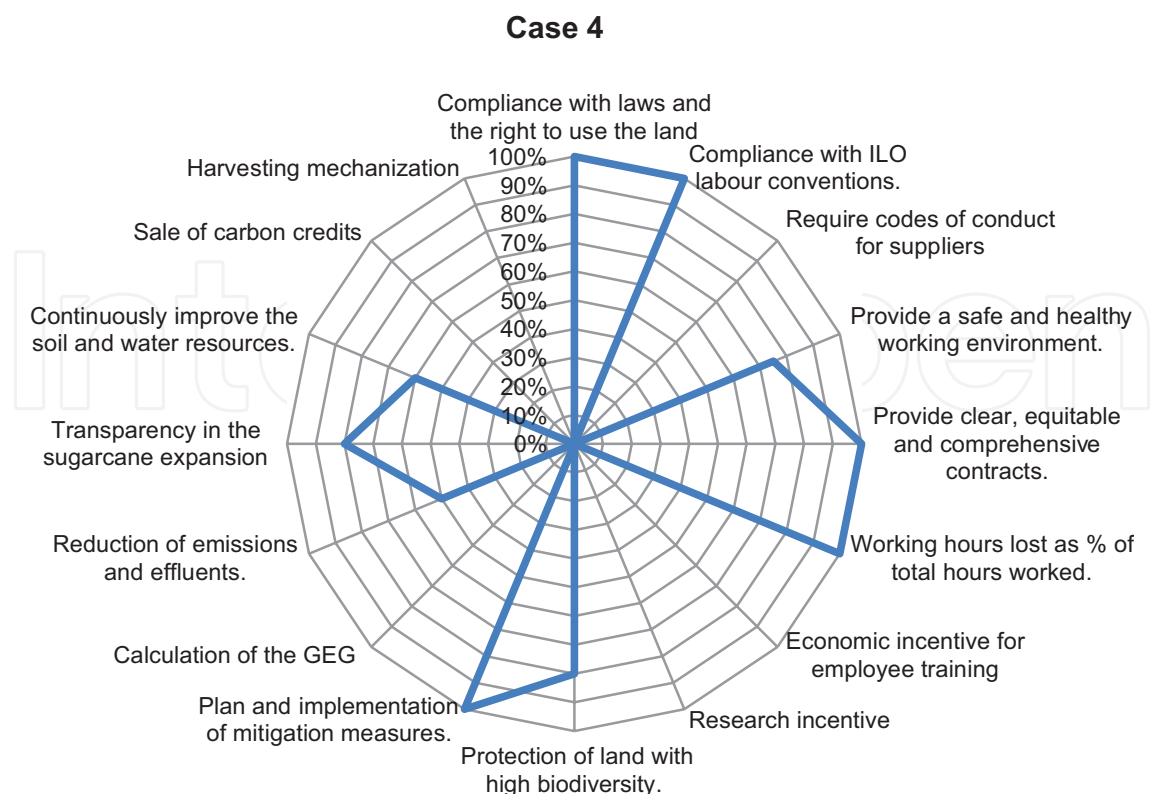 Case 4
Compliance with laws and
the right to use the land
100%
90%
80%
70%
60%
50%
40%
30%
20%
10%
0%
Compliance with ILO
labour conventions.
Require codes of conduct
for suppliers
Provide a safe and healthy
working environment.
Provide clear, equitable
and comprehensive
contracts.
Working hours lost as % of
total hours worked.
Economic incentive for
employee training
Research incentive
Protection of land with
high biodiversity.
Plan and implementation
of mitigation measures.
Calculation of the GEG
Reduction of emissions
and effluents.
Transparency in the
sugarcane expansion
Continuously improve the
soil and water resources.
Sale of carbon credits
Harvesting mechanization